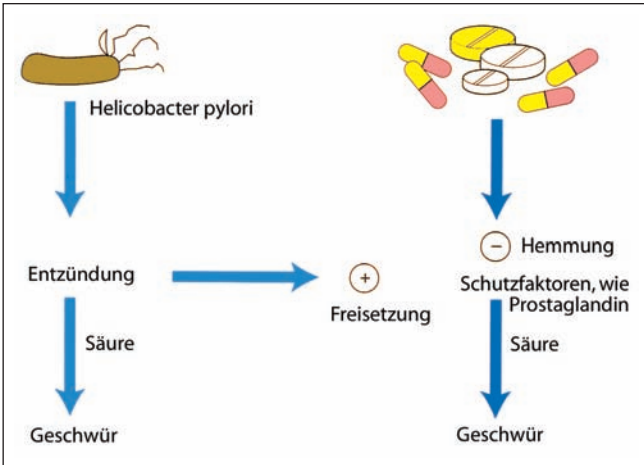 Helicobacter pylori
Entzündung
+
Freisetzung
− Hemmung
Schutzfaktoren, wie
Prostaglandin
Säure
Säure
Geschwür
Geschwür